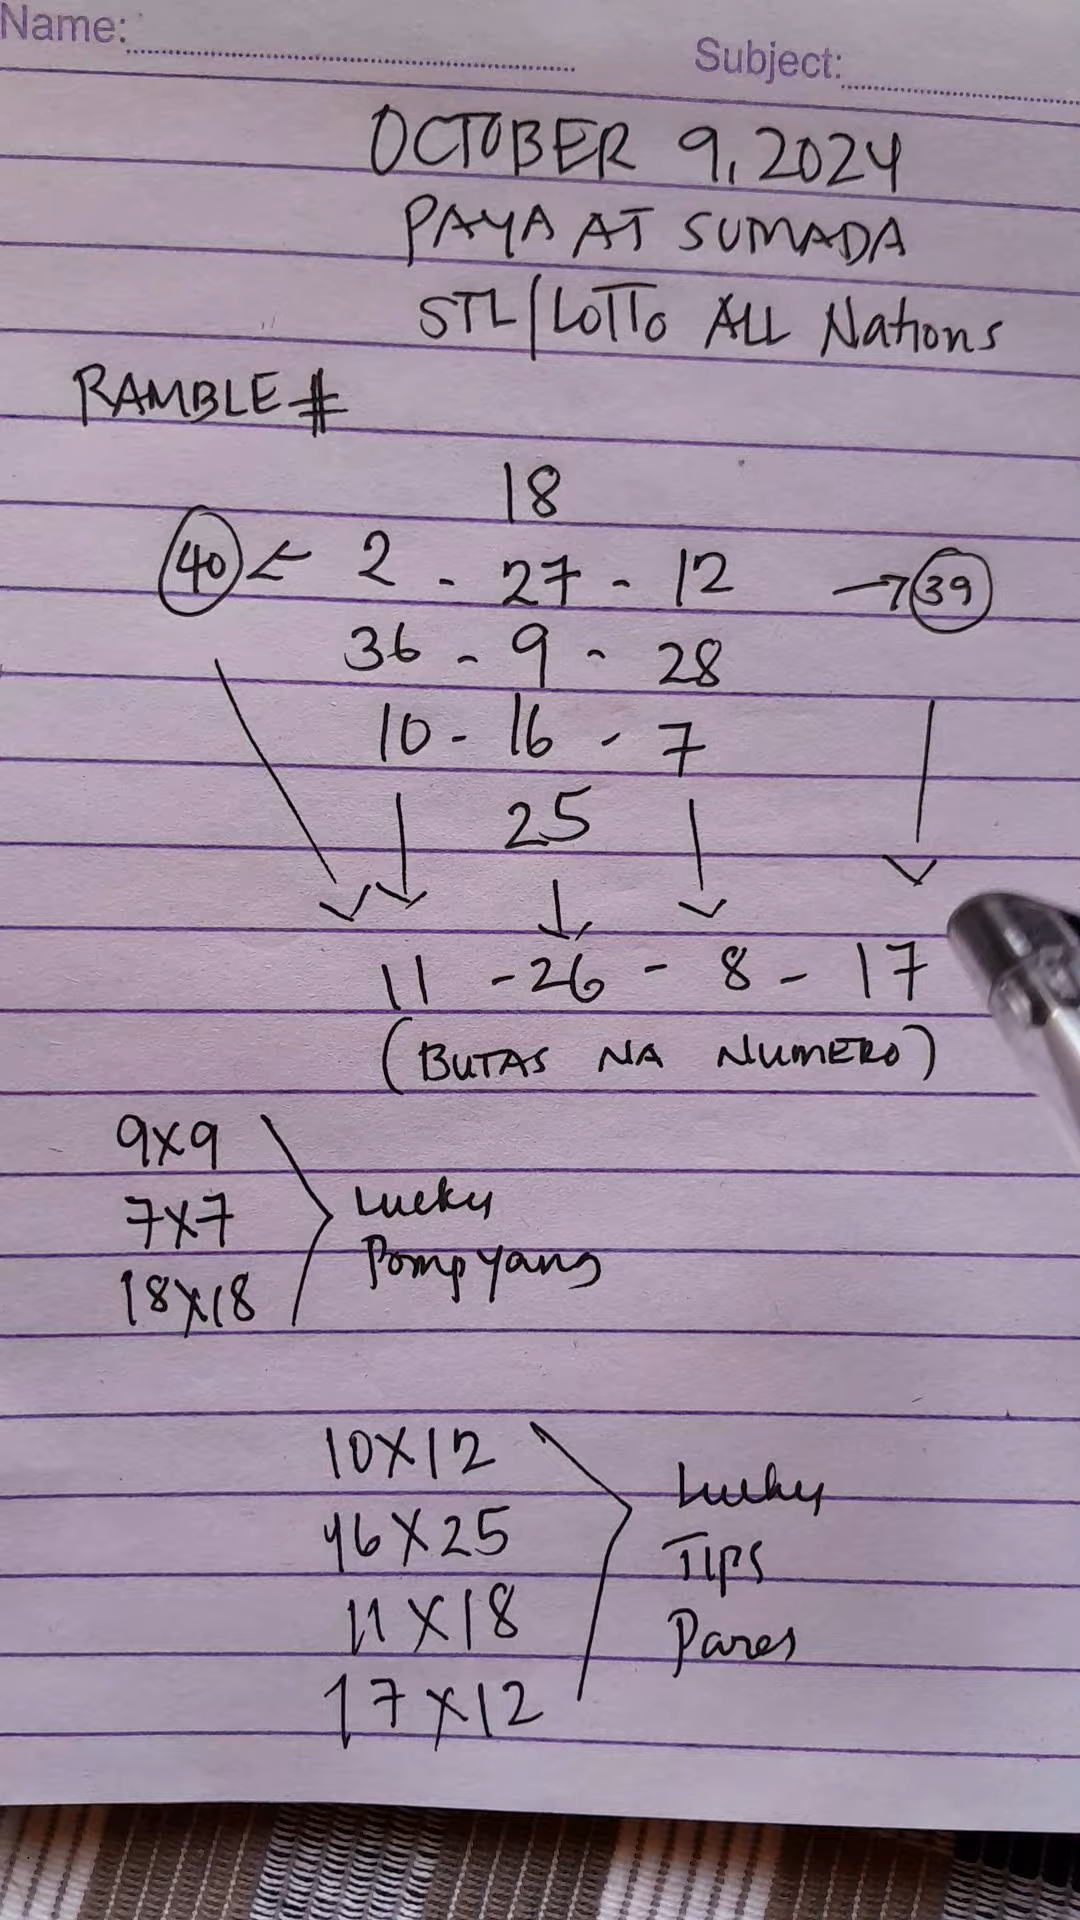 Name:
Subject:
OCTOBER 9, 2024
PAYA AT SUMADA
STL/LOTTO ALL Nations
RAMBLE #
18
40 ← 2 - 27 - 12 → 39
36 - 9 - 28
10 - 16 - 7
25
11 - 26 - 8 - 17
(BUTAS NA NUMERO)
9X9
7X7
18X18
Lucky
Pompyang
10X12
16X25
11X18
17X12
Lucky
TIPS
Pares